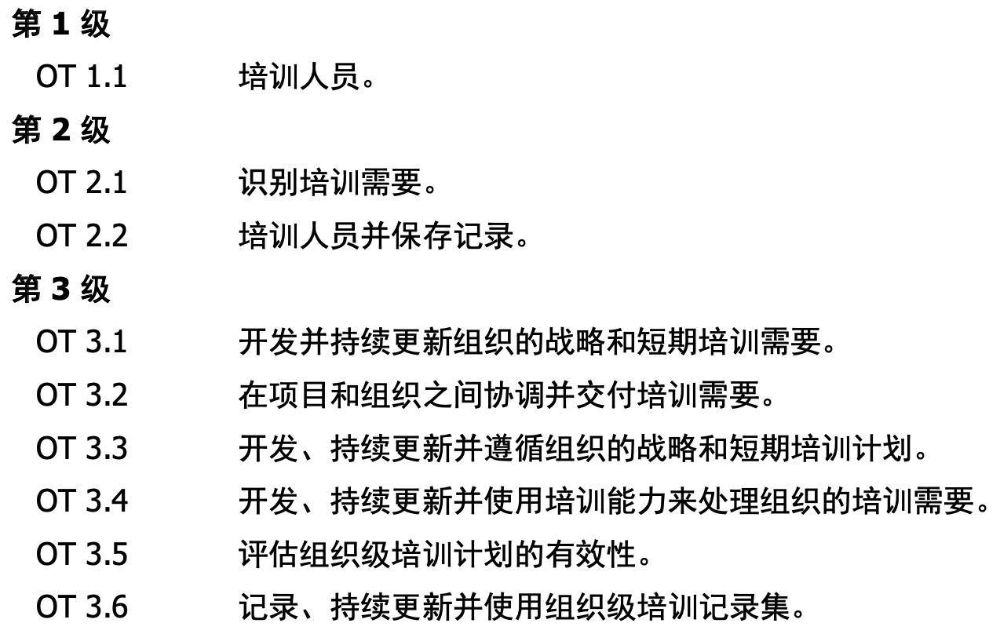 第 1 级
OT 1.1 培训人员。
第 2 级
OT 2.1 识别培训需要。
OT 2.2 培训人员并保存记录。
第 3 级
OT 3.1 开发并持续更新组织的战略和短期培训需要。
OT 3.2 在项目和组织之间协调并交付培训需要。
OT 3.3 开发、持续更新并遵循组织的战略和短期培训计划。
OT 3.4 开发、持续更新并使用培训能力来处理组织的培训需要。
OT 3.5 评估组织级培训计划的有效性。
OT 3.6 记录、持续更新并使用组织级培训记录集。